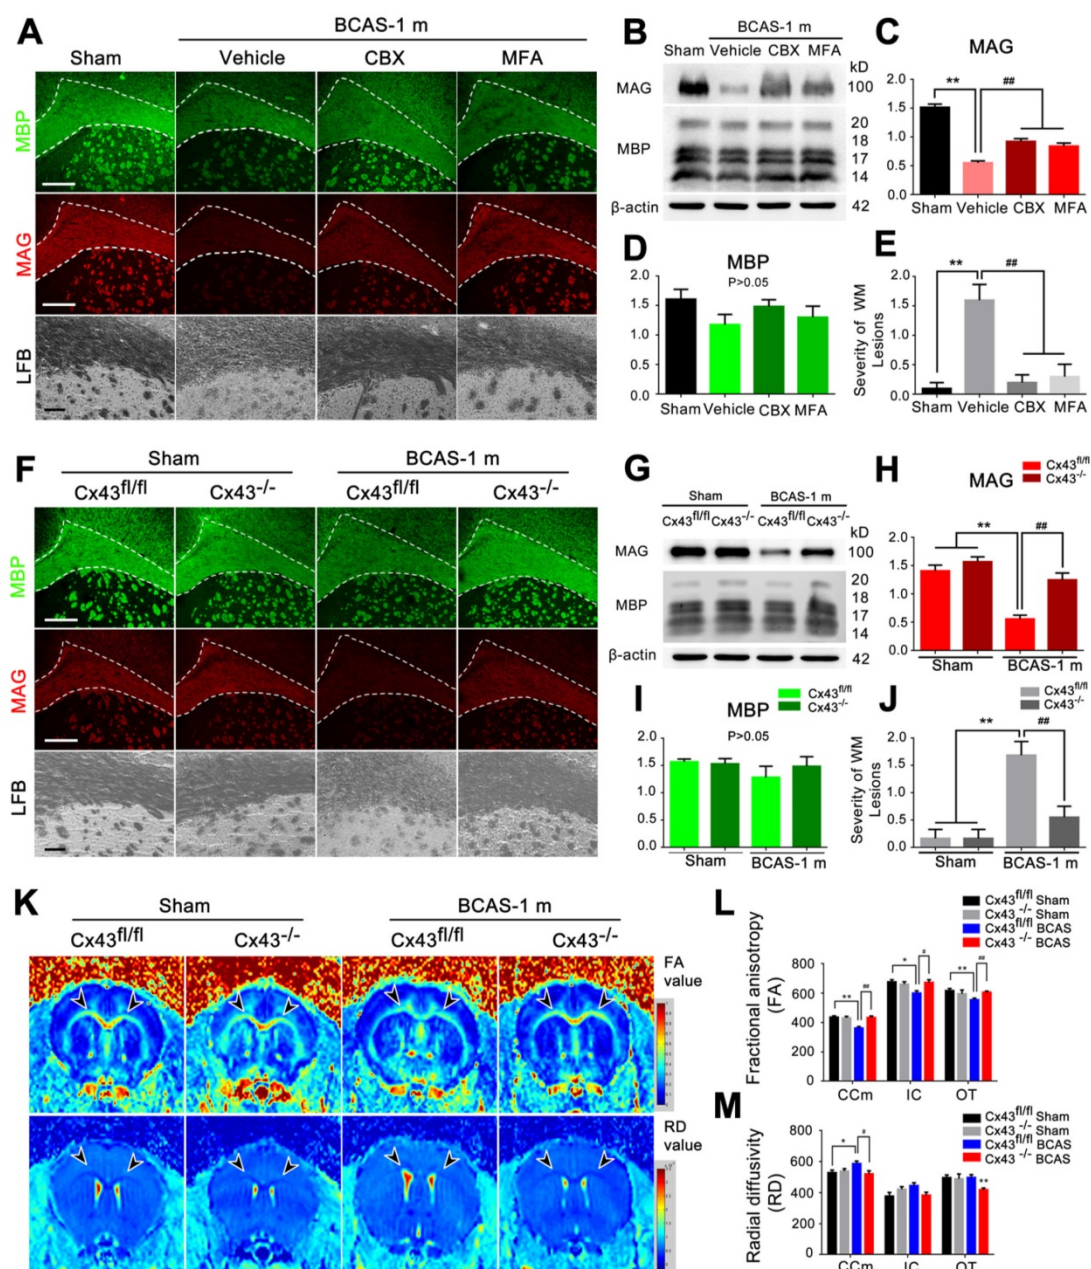 A
BCAS-1 m
Sham Vehicle CBX MFA
MBP
MAG
LFB
B
BCAS-1 m
Sham Vehicle CBX MFA
kD
MAG 100
20
MBP 18
17
14
β-actin 42
C
MAG
2.0
1.5
1.0
0.5
0.0
** ##
Sham Vehicle CBX MFA
D
MBP
P>0.05
2.0
1.5
1.0
0.5
0.0
Sham Vehicle CBX MFA
E
Severity of WM
Lesions
2.0
1.5
1.0
0.5
0.0
** ##
Sham Vehicle CBX MFA
F
Sham BCAS-1 m
Cx43fl/fl Cx43-/- Cx43fl/fl Cx43-/-
MBP
MAG
LFB
G
Sham BCAS-1 m
Cx43fl/fl Cx43-/- Cx43fl/fl Cx43-/-
kD
MAG 100
20
MBP 18
17
14
β-actin 42
H
MAG
Cx43fl/fl
Cx43-/-
2.0
1.5
1.0
0.5
0.0
** ##
Sham BCAS-1 m
I
MBP
Cx43fl/fl
Cx43-/-
P>0.05
2.0
1.5
1.0
0.5
0.0
Sham BCAS-1 m
J
Cx43fl/fl
Cx43-/-
Severity of WM
Lesions
2.0
1.5
1.0
0.5
0.0
** ##
Sham BCAS-1 m
K
Sham BCAS-1 m
Cx43fl/fl Cx43-/- Cx43fl/fl Cx43-/-
FA
value
RD
value
L
Cx43fl/fl Sham
Cx43 -/- Sham
Cx43fl/fl BCAS
Cx43 -/- BCAS
Fractional anisotropy
(FA)
800
600
400
200
0
** ## * # ** ##
CCm IC OT
M
Cx43fl/fl Sham
Cx43 -/- Sham
Cx43fl/fl BCAS
Cx43 -/- BCAS
Radial diffusivity
(RD)
800
600
400
200
0
* # **
CCm IC OT